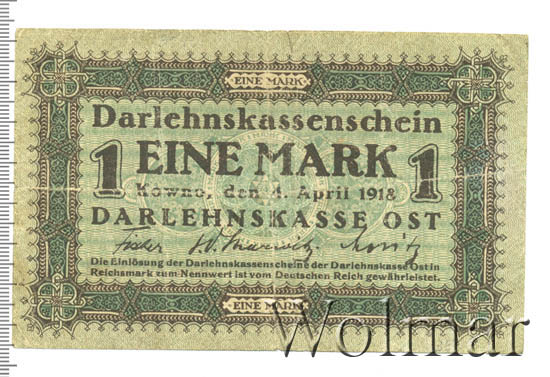 EINE MARK
Darlehnskassenschein
1 EINE MARK 1
Kowno, den 4. April 1918
DARLEHNSKASSE OST
Die Einlösung der Darlehnskassenscheine der Darlehnskasse Ost in
Reichsmark zum Nennwert ist vom Deutschen Reich gewährleistet.
EINE MARK
Wolmar